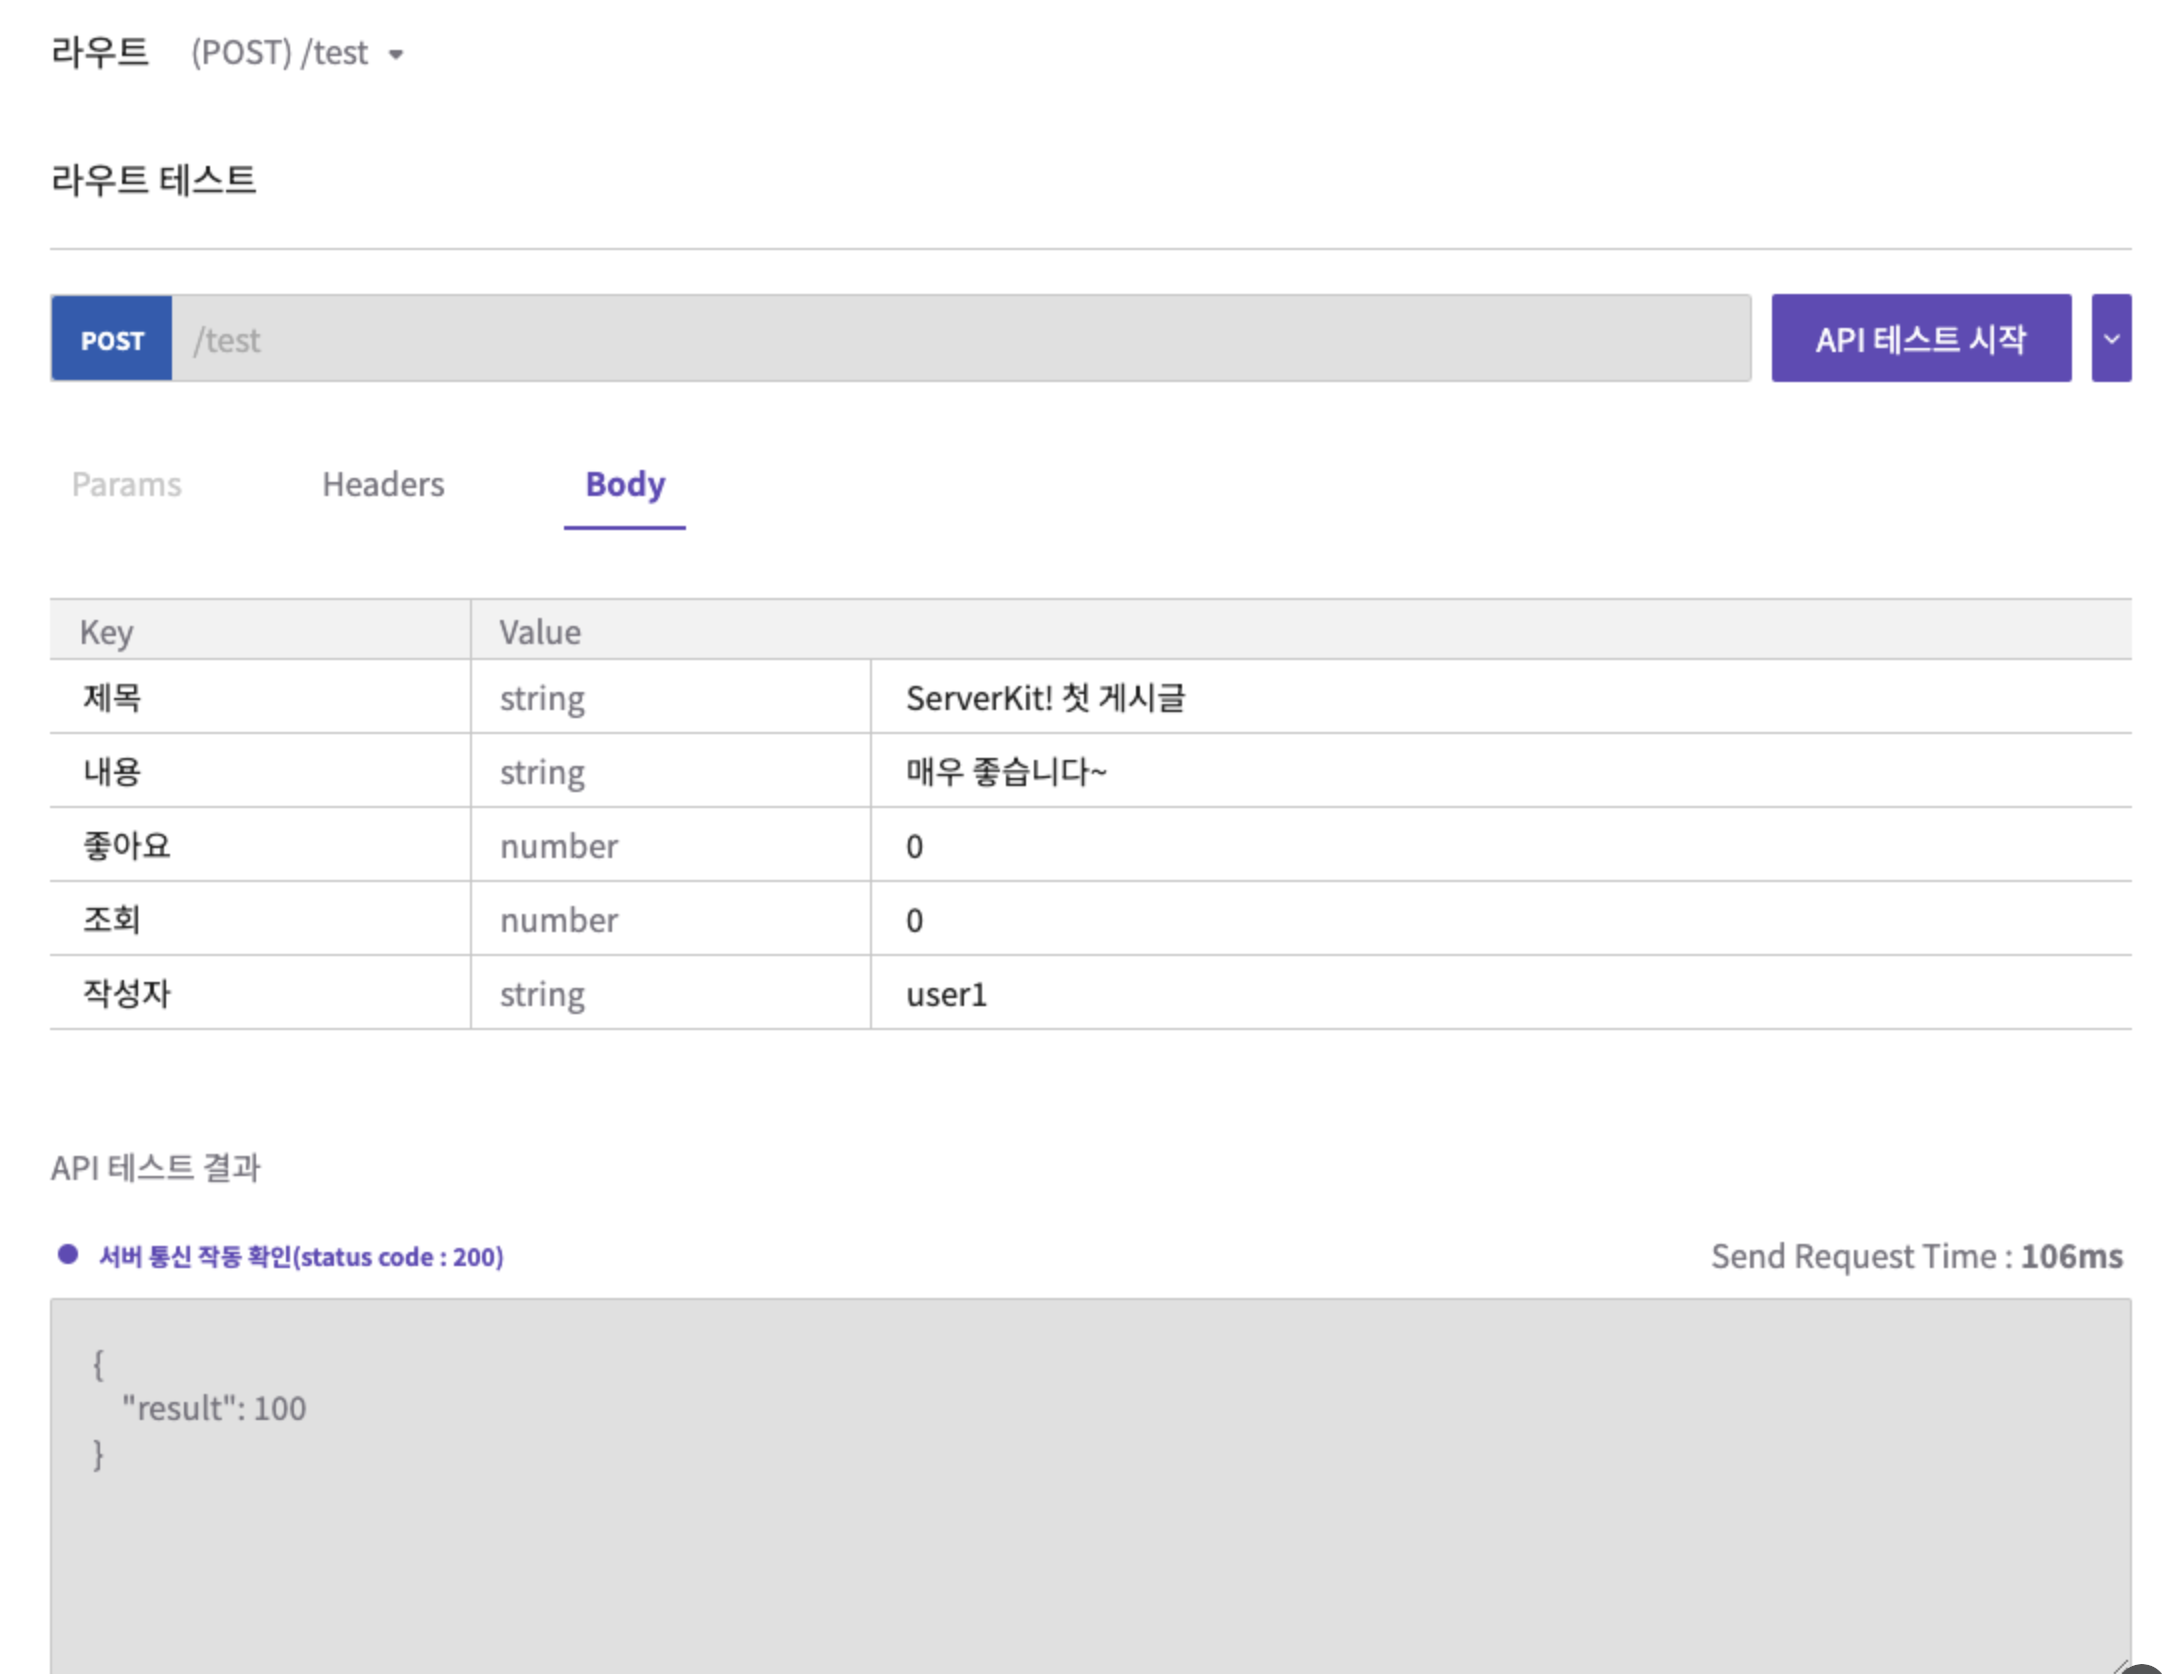 라우트 (POST) /test
라우트 테스트
POST /test API 테스트 시작
Params Headers Body
Key Value
제목 string ServerKit! 첫 게시글
내용 string 매우 좋습니다~
좋아요 number 0
조회 number 0
작성자 string user1
API 테스트 결과
서버 통신 작동 확인(status code : 200) Send Request Time : 106ms
{
"result": 100
}